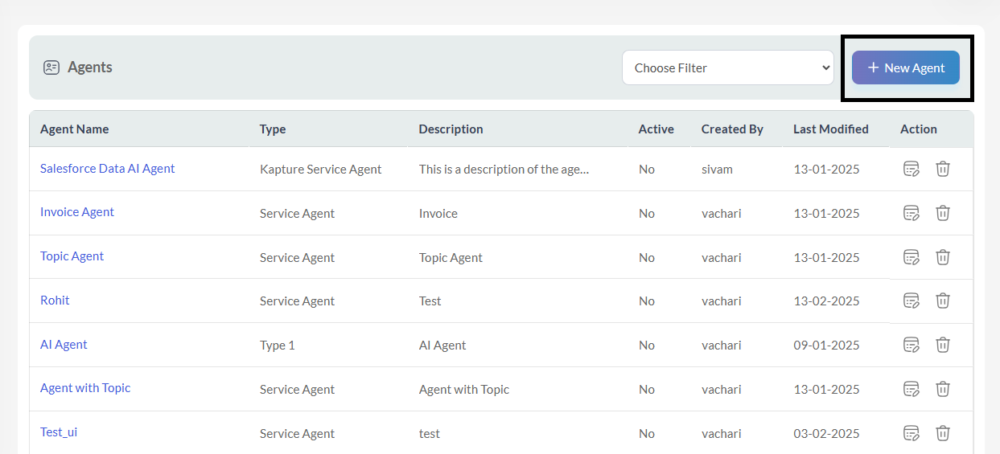 Agents
Choose Filter
+ New Agent
Agent Name Type Description Active Created By Last Modified Action
Salesforce Data AI Agent Kapture Service Agent This is a description of the age... No sivam 13-01-2025
Invoice Agent Service Agent Invoice No vachari 13-01-2025
Topic Agent Service Agent Topic Agent No vachari 13-01-2025
Rohit Service Agent Test No vachari 13-02-2025
AI Agent Type 1 AI Agent No vachari 09-01-2025
Agent with Topic Service Agent Agent with Topic No vachari 13-01-2025
Test_ui Service Agent test No vachari 03-02-2025